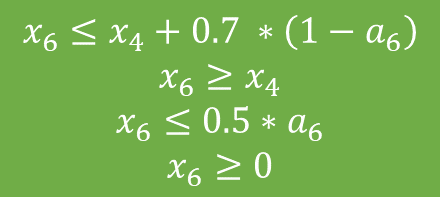 x₆ ≤ x₄ + 0.7 * (1 − a₆)
x₆ ≥ x₄
x₆ ≤ 0.5 * a₆
x₆ ≥ 0